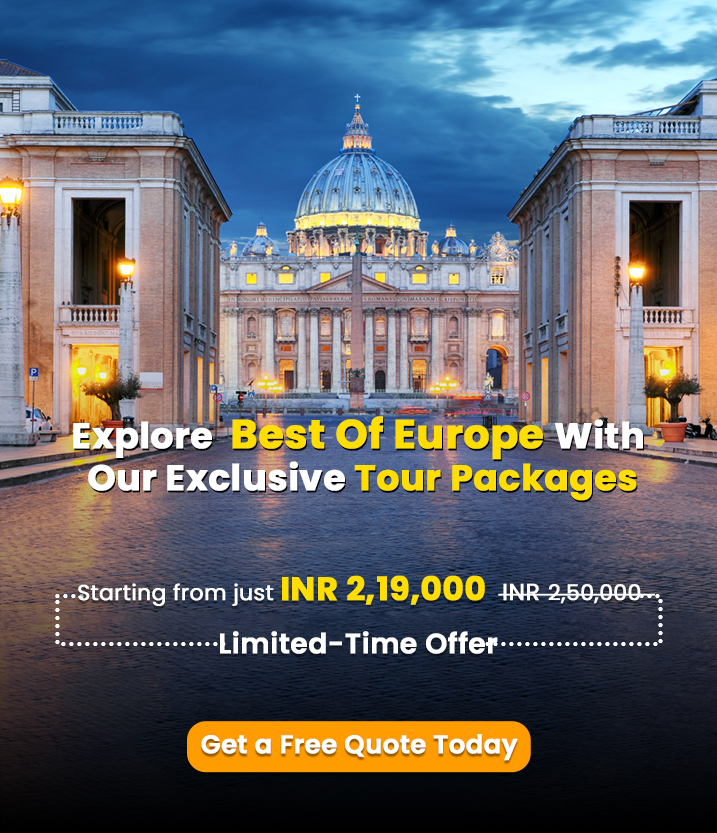 Explore Best Of Europe With
Our Exclusive Tour Packages
Starting from just INR 2,19,000 INR 2,50,000
Limited-Time Offer
Get a Free Quote Today